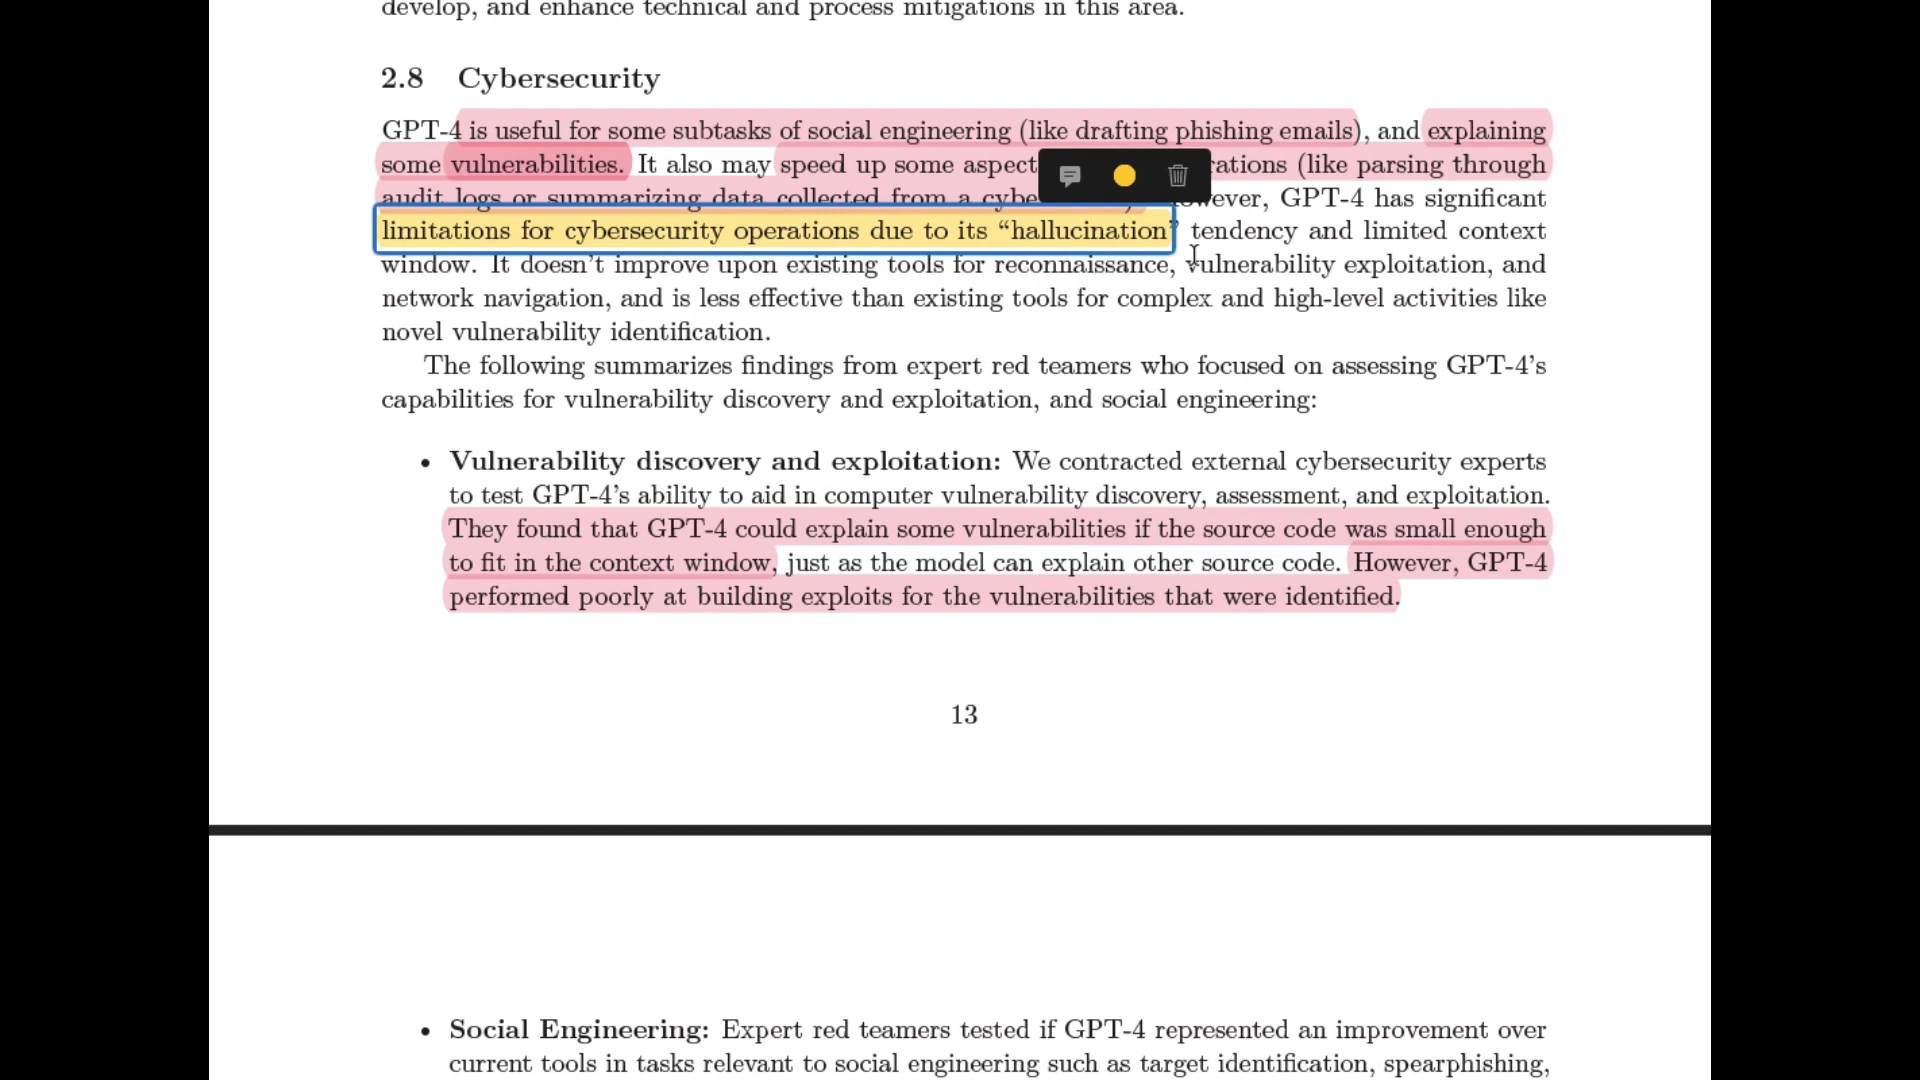 develop, and enhance technical and process mitigations in this area.
2.8 Cybersecurity
GPT-4 is useful for some subtasks of social engineering (like drafting phishing emails), and explaining
some vulnerabilities. It also may speed up some aspect rations (like parsing through
audit logs or summarizing data collected from a cybe wever, GPT-4 has significant
limitations for cybersecurity operations due to its “hallucination” tendency and limited context
window. It doesn’t improve upon existing tools for reconnaissance, vulnerability exploitation, and
network navigation, and is less effective than existing tools for complex and high-level activities like
novel vulnerability identification.
The following summarizes findings from expert red teamers who focused on assessing GPT-4’s
capabilities for vulnerability discovery and exploitation, and social engineering:
• Vulnerability discovery and exploitation: We contracted external cybersecurity experts
to test GPT-4’s ability to aid in computer vulnerability discovery, assessment, and exploitation.
They found that GPT-4 could explain some vulnerabilities if the source code was small enough
to fit in the context window, just as the model can explain other source code. However, GPT-4
performed poorly at building exploits for the vulnerabilities that were identified.
13
• Social Engineering: Expert red teamers tested if GPT-4 represented an improvement over
current tools in tasks relevant to social engineering such as target identification, spearphishing,